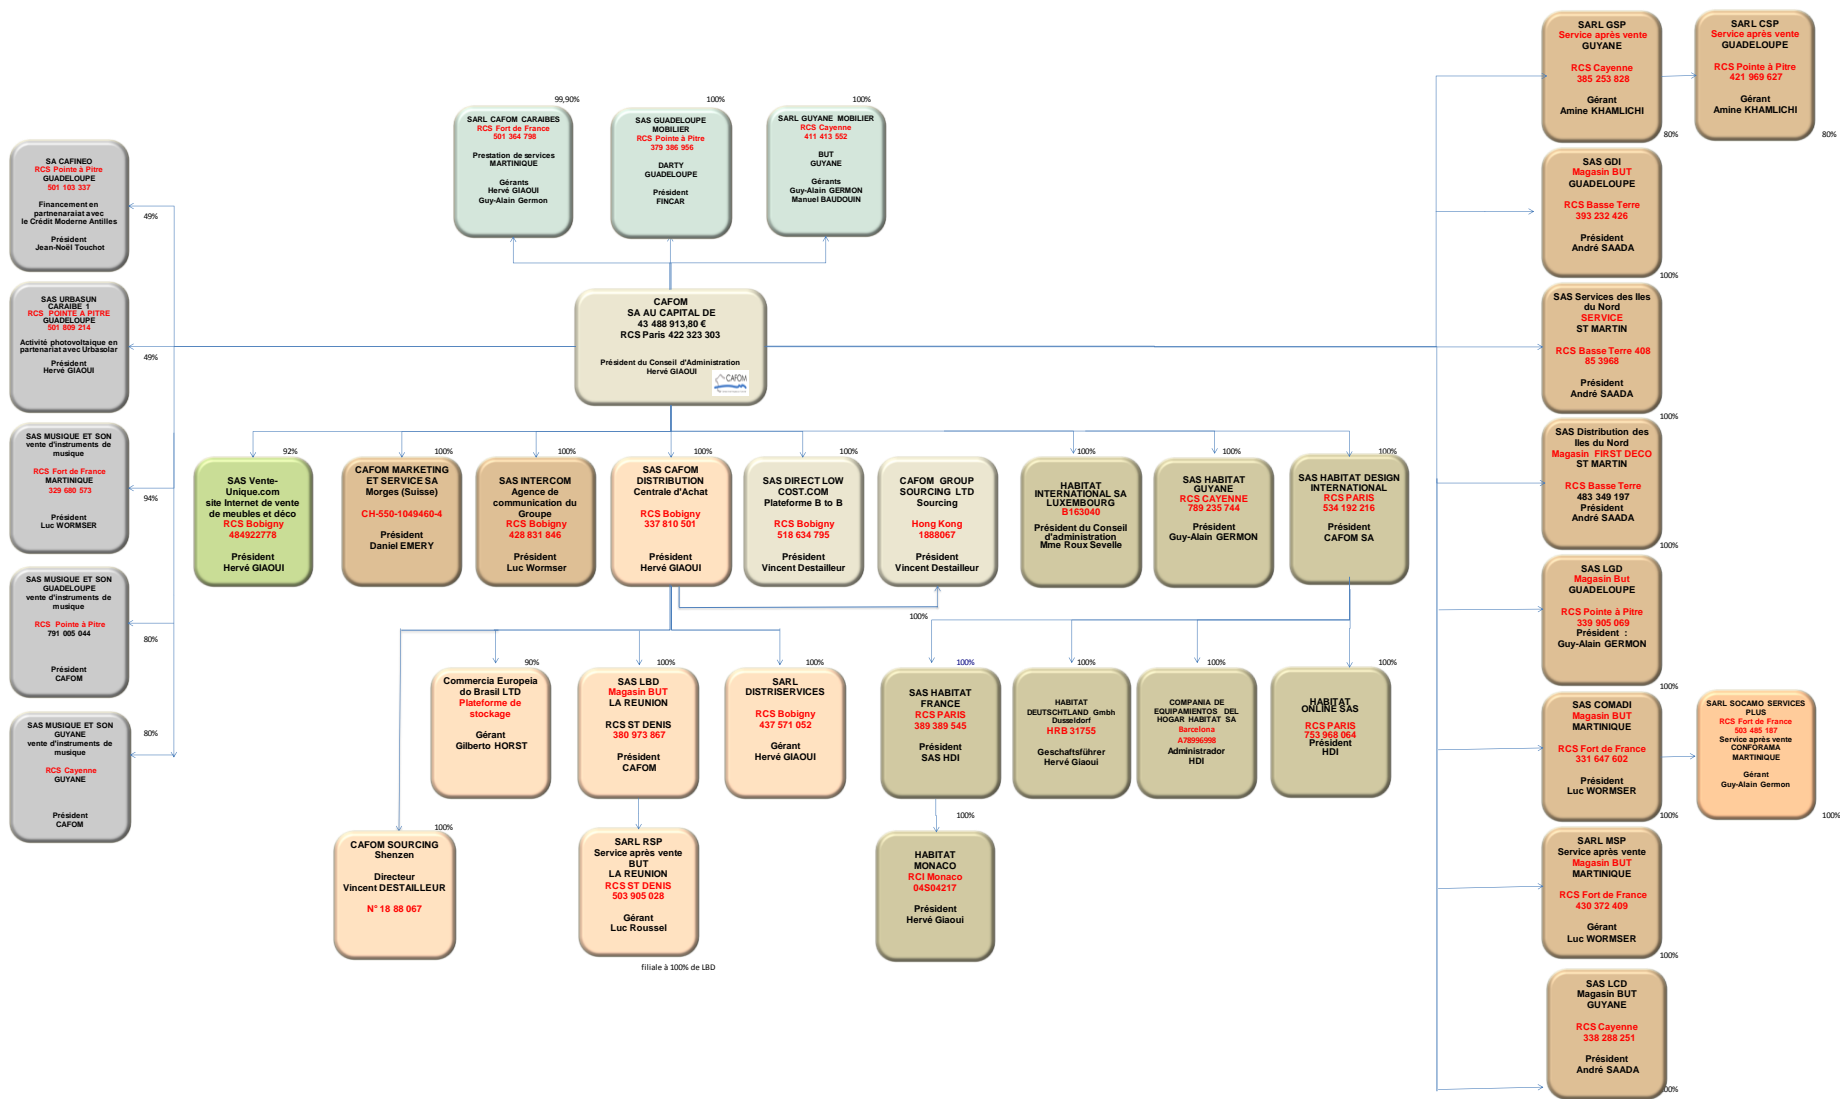 SARL GSP
Service après vente
GUYANE
RCS Cayenne
385 253 828
Gérant
Amine KHAMLICHI
80%
SARL CSP
Service après vente
GUADELOUPE
RCS Pointe à Pitre
421 969 627
Gérant
Amine KHAMLICHI
80%
99,90%
SARL CAFOM CARAIBES
RCS Fort de France
501 364 798
Prestation de services
MARTINIQUE
Gérants
Hervé GIAOUI
Guy-Alain Germon
100%
SAS GUADELOUPE
MOBILIER
RCS Pointe à Pitre
379 386 956
DARTY
GUADELOUPE
Président
FINCAR
100%
SARL GUYANE MOBILIER
RCS Cayenne
411 413 552
BUT
GUYANE
Gérants
Guy-Alain GERMON
Manuel BAUDOUIN
SA CAFINEO
RCS Pointe à Pitre
GUADELOUPE
501 103 337
Financement en
partnenaraiat avec
le Crédit Moderne Antilles
Président
Jean-Noël Touchot
49%
SAS GDI
Magasin BUT
GUADELOUPE
RCS Basse Terre
393 232 426
Président
André SAADA
100%
SAS URBASUN
CARAIBE 1
RCS POINTE A PITRE
GUADELOUPE
501 809 214
Activité photovoltaique en
partenariat avec Urbasolar
Président
Hervé GIAOUI
49%
CAFOM
SA AU CAPITAL DE
43 488 913,80 €
RCS Paris 422 323 303
Président du Conseil d'Administration
Hervé GIAOUI
CAFOM
SAS Services des Iles
du Nord
SERVICE
ST MARTIN
RCS Basse Terre 408
85 3968
Président
André SAADA
100%
SAS MUSIQUE ET SON
vente d'instruments de
musique
RCS Fort de France
MARTINIQUE
329 680 573
Président
Luc WORMSER
94%
92%
SAS Vente-
Unique.com
site Internet de vente
de meubles et déco
RCS Bobigny
484922778
Président
Hervé GIAOUI
100%
CAFOM MARKETING
ET SERVICE SA
Morges (Suisse)
CH-550-1049460-4
Président
Daniel EMERY
100%
SAS INTERCOM
Agence de
communication du
Groupe
RCS Bobigny
428 831 846
Président
Luc Wormser
100%
SAS CAFOM
DISTRIBUTION
Centrale d'Achat
RCS Bobigny
337 810 501
Président
Hervé GIAOUI
100%
SAS DIRECT LOW
COST.COM
Plateforme B to B
RCS Bobigny
518 634 795
Président
Vincent Destailleur
CAFOM GROUP
SOURCING LTD
Sourcing
Hong Kong
1888067
Président
Vincent Destailleur
100%
100%
HABITAT
INTERNATIONAL SA
LUXEMBOURG
B163040
Président du Conseil
d'administration
Mme Roux Sevelle
100%
SAS HABITAT
GUYANE
RCS CAYENNE
789 235 744
Président
Guy-Alain GERMON
100%
SAS HABITAT DESIGN
INTERNATIONAL
RCS PARIS
534 192 216
Président
CAFOM SA
SAS Distribution des
Iles du Nord
Magasin FIRST DECO
ST MARTIN
RCS Basse Terre
483 349 197
Président
André SAADA
100%
SAS MUSIQUE ET SON
GUADELOUPE
vente d'instruments de
musique
RCS Pointe à Pitre
791 005 044
Président
CAFOM
80%
SAS LGD
Magasin But
GUADELOUPE
RCS Pointe à Pitre
339 905 069
Président :
Guy-Alain GERMON
100%
SAS MUSIQUE ET SON
GUYANE
vente d'instruments de
musique
RCS Cayenne
GUYANE
Président
CAFOM
80%
90%
Commercia Europeia
do Brasil LTD
Plateforme de
stockage
Gérant
Gilberto HORST
100%
SAS LBD
Magasin BUT
LA REUNION
RCS ST DENIS
380 973 867
Président
CAFOM
100%
SARL
DISTRISERVICES
RCS Bobigny
437 571 052
Gérant
Hervé GIAOUI
100%
SAS HABITAT
FRANCE
RCS PARIS
389 389 545
Président
SAS HDI
100%
HABITAT
DEUTSCHTLAND Gmbh
Dusseldorf
HRB 31755
Geschaftsführer
Hervé Giaoui
100%
COMPANIA DE
EQUIPAMIENTOS DEL
HOGAR HABITAT SA
Barcelona
A78996998
Administrador
HDI
100%
HABITAT
ONLINE SAS
RCS PARIS
753 968 064
Président
HDI
SAS COMADI
Magasin BUT
MARTINIQUE
RCS Fort de France
331 647 602
Président
Luc WORMSER
100%
SARL SOCAMO SERVICES
PLUS
RCS Fort de France
503 485 187
Service après vente
CONFORAMA
MARTINIQUE
Gérant
Guy-Alain Germon
100%
100%
CAFOM SOURCING
Shenzen
Directeur
Vincent DESTAILLEUR
N° 18 88 067
SARL RSP
Service après vente
BUT
LA REUNION
RCS ST DENIS
503 905 028
Gérant
Luc Roussel
filiale à 100% de LBD
100%
HABITAT
MONACO
RCI Monaco
04S04217
Président
Hervé Giaoui
SARL MSP
Service après vente
Magasin BUT
MARTINIQUE
RCS Fort de France
430 372 409
Gérant
Luc WORMSER
100%
SAS LCD
Magasin BUT
GUYANE
RCS Cayenne
338 288 251
Président
André SAADA
100%